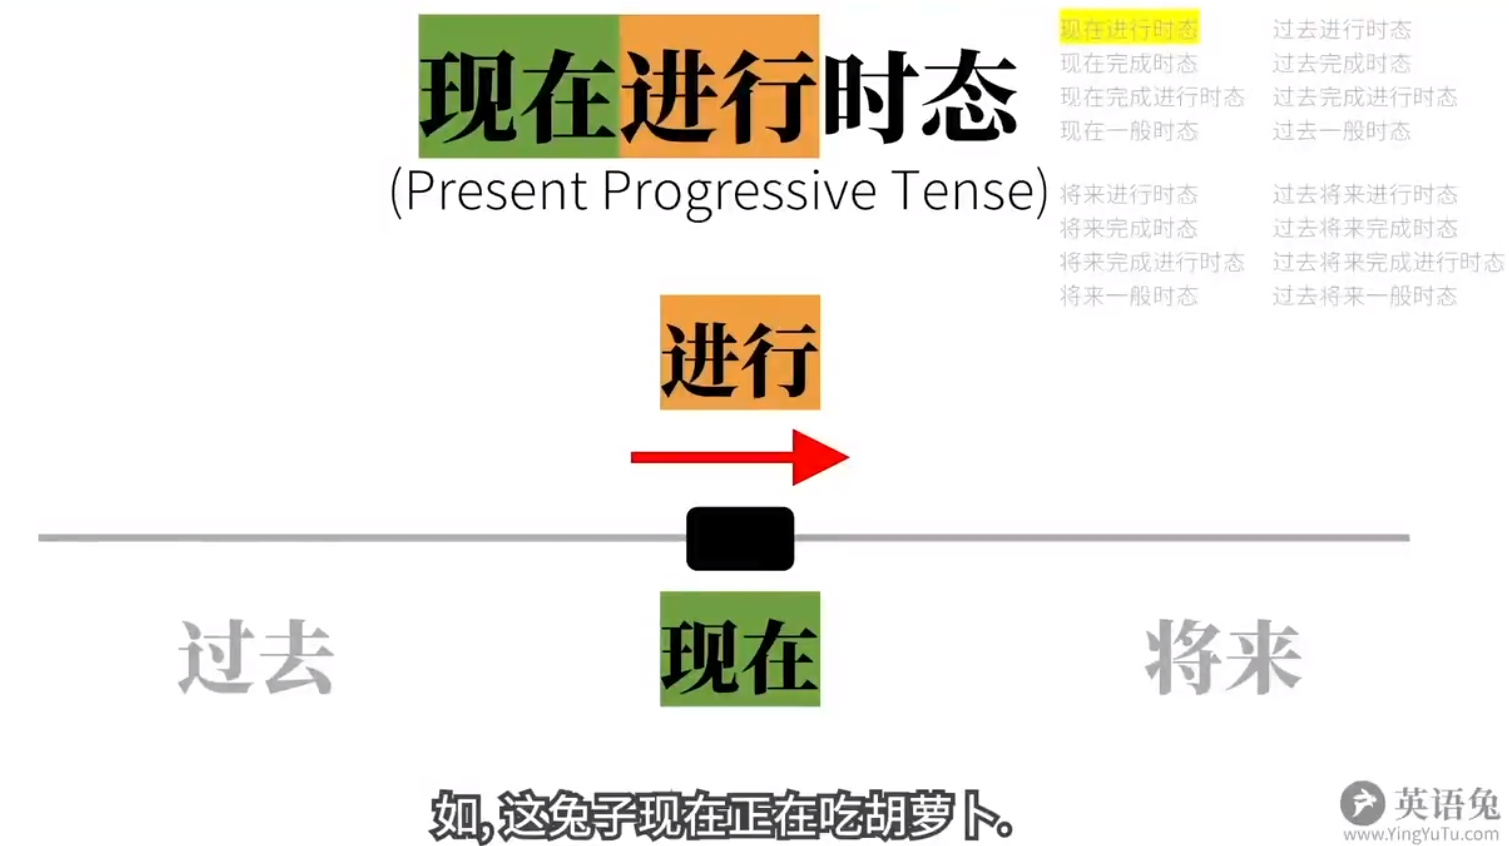 现在进行时态
(Present Progressive Tense)
现在进行时态 过去进行时态
现在完成时态 过去完成时态
现在完成进行时态 过去完成进行时态
现在一般时态 过去一般时态
将来进行时态 过去将来进行时态
将来完成时态 过去将来完成时态
将来完成进行时态 过去将来完成进行时态
将来一般时态 过去将来一般时态
进行
过去 现在 将来
如, 这兔子现在正在吃胡萝卜.
英语兔
www.YingYuTu.com